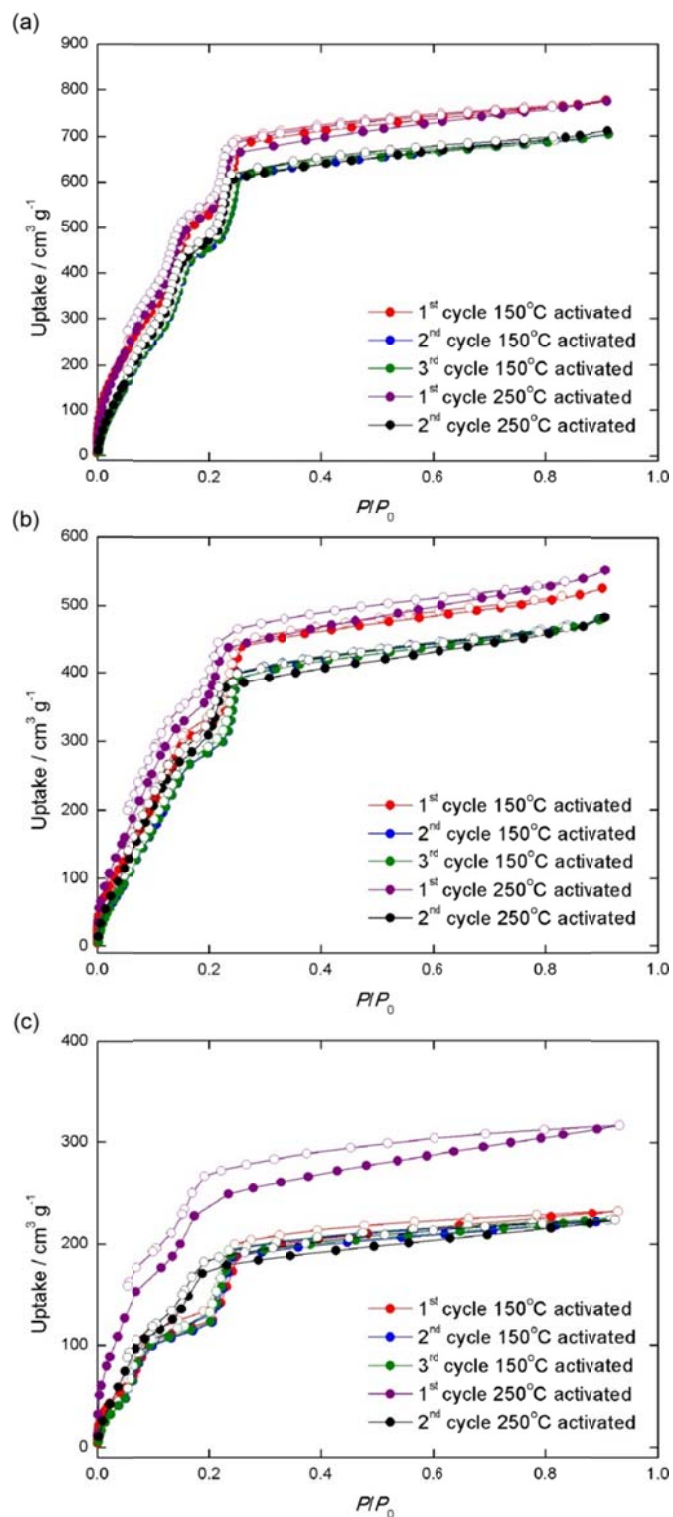 (a)
900
800
700
600
500
400
300
200
100
0
Uptake / cm³ g⁻¹
1st cycle 150°C activated
2nd cycle 150°C activated
3rd cycle 150°C activated
1st cycle 250°C activated
2nd cycle 250°C activated
0.0 0.2 0.4 0.6 0.8 1.0
P/P₀
(b)
600
500
400
300
200
100
0
Uptake / cm³ g⁻¹
1st cycle 150°C activated
2nd cycle 150°C activated
3rd cycle 150°C activated
1st cycle 250°C activated
2nd cycle 250°C activated
0.0 0.2 0.4 0.6 0.8 1.0
P/P₀
(c)
400
300
200
100
0
Uptake / cm³ g⁻¹
1st cycle 150°C activated
2nd cycle 150°C activated
3rd cycle 150°C activated
1st cycle 250°C activated
2nd cycle 250°C activated
0.0 0.2 0.4 0.6 0.8 1.0
P/P₀